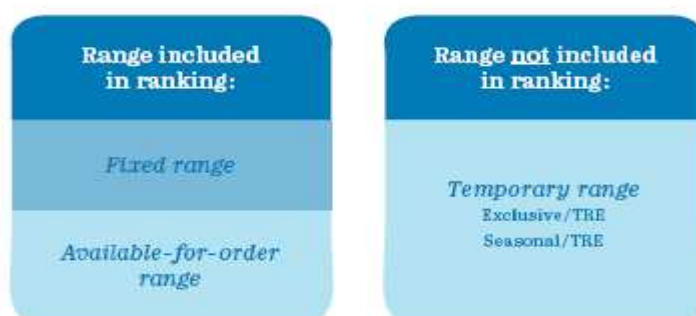 Range included
in ranking:
Fixed range
Available-for-order
range
Range not included
in ranking:
Temporary range
Exclusive/TRE
Seasonal/TRE